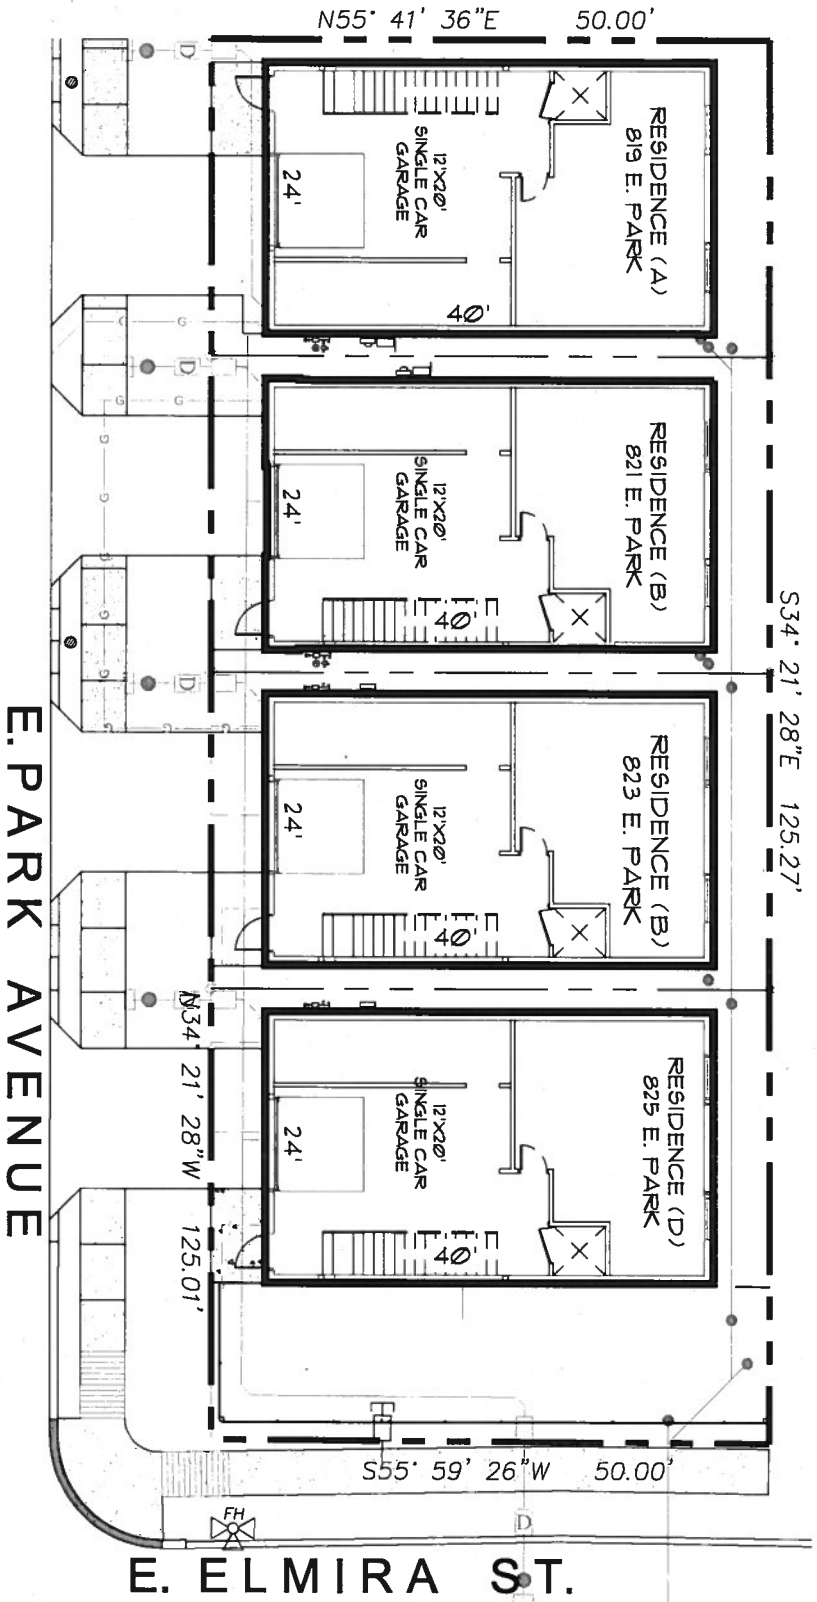 N55° 41' 36"E 50.00'
D
RESIDENCE (A)
819 E. PARK
12'X20'
SINGLE CAR
GARAGE
24'
40'
G G
D
G G
G
G
G
RESIDENCE (B)
821 E. PARK
12'X20'
SINGLE CAR
GARAGE
24'
40'
G
G
D
G G G
S34° 21' 28"E 125.27'
RESIDENCE (B)
823 E. PARK
12'X20'
SINGLE CAR
GARAGE
24'
40'
D
N34° 21' 28"W 125.01'
RESIDENCE (D)
825 E. PARK
12'X20'
SINGLE CAR
GARAGE
24'
40'
E. PARK AVENUE
S55° 59' 26"W 50.00'
FH
D
E. ELMIRA ST.